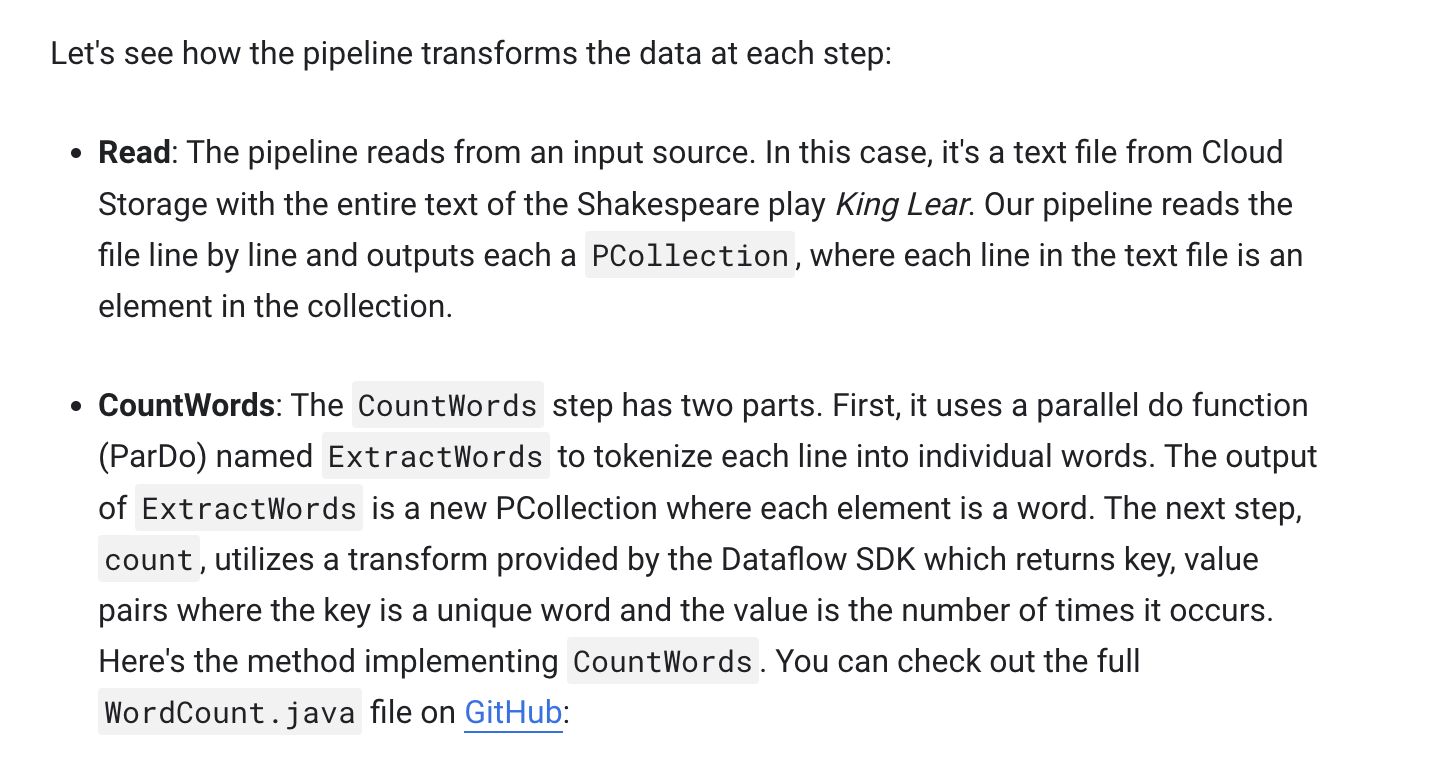 Let's see how the pipeline transforms the data at each step:
• Read: The pipeline reads from an input source. In this case, it's a text file from Cloud
Storage with the entire text of the Shakespeare play King Lear. Our pipeline reads the
file line by line and outputs each a PCollection, where each line in the text file is an
element in the collection.
• CountWords: The CountWords step has two parts. First, it uses a parallel do function
(ParDo) named ExtractWords to tokenize each line into individual words. The output
of ExtractWords is a new PCollection where each element is a word. The next step,
count, utilizes a transform provided by the Dataflow SDK which returns key, value
pairs where the key is a unique word and the value is the number of times it occurs.
Here's the method implementing CountWords. You can check out the full
WordCount.java file on GitHub: